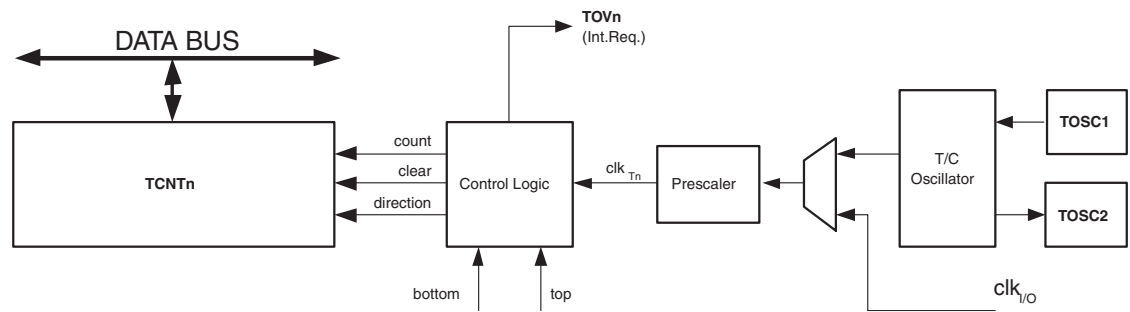 TOVn
(Int.Req.)
DATA BUS
TOSC1
count
T/C
Oscillator
clk Tn
TCNTn
clear
Control Logic
Prescaler
direction
TOSC2
bottom
top
clk I/O